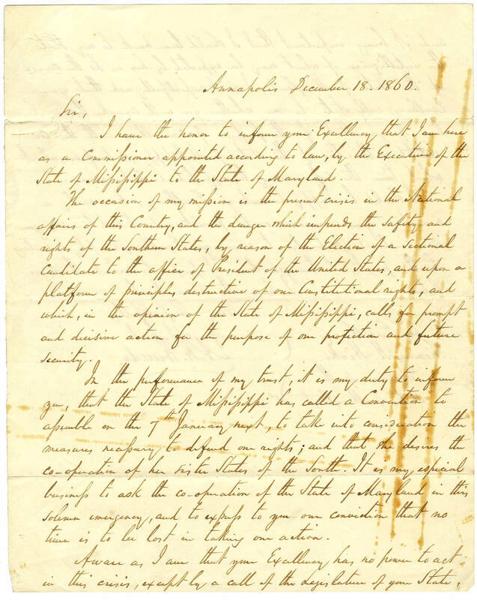 Annapolis December 18. 1860.
Sir,
I have the honor to inform your Excellency, that I am here
as a Commissioner appointed according to law, by the Executive of the
State of Mississippi to the State of Maryland.
The occasion of my mission is the present crisis in the National
affairs of this Country, and the danger which impends the safety and
rights of the Southern States, by reason of the Election of a sectional
Candidate to the office of President of the United States, and upon a
platform of principles destructive of our Constitutional rights, and
which, in the opinion of the State of Mississippi, calls for prompt
and decisive action for the purpose of our protection and future
security.
In the performance of my trust, it is my duty to inform
you, that the State of Mississippi has called a Convention to
assemble on the 7th January next, to take into consideration the
measures necessary to defend our rights; and that she desires the
co-operation of her sister States of the South. It is my especial
business to ask the co-operation of the State of Maryland in this
solemn emergency, and to express to you our conviction that no
time is to be lost in taking our action.
Aware as I am that your Excellency has no power to act
in this crisis, except by a call of the Legislature of your State,